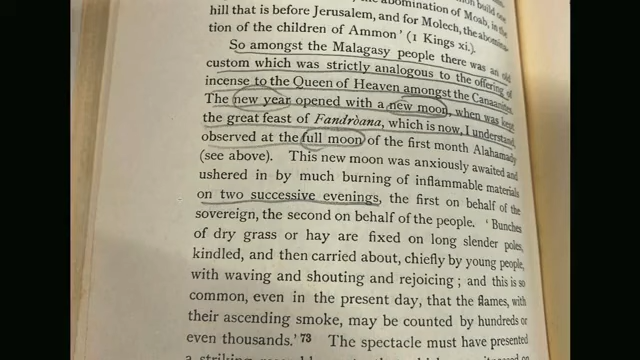 the abomination of Moab, in the
hill that is before Jerusalem, and for Molech, the abomina-
tion of the children of Ammon' (1 Kings xi.).
So amongst the Malagasy people there was an old
custom which was strictly analogous to the offering of
incense to the Queen of Heaven amongst the Canaanites.
The new year opened with a new moon, when was kept
the great feast of Fandròana, which is now, I understand,
observed at the full moon of the first month Alahamady
(see above). This new moon was anxiously awaited and
ushered in by much burning of inflammable materials
on two successive evenings, the first on behalf of the
sovereign, the second on behalf of the people. 'Bunches
of dry grass or hay are fixed on long slender poles,
kindled, and then carried about, chiefly by young people,
with waving and shouting and rejoicing; and this is so
common, even in the present day, that the flames, with
their ascending smoke, may be counted by hundreds or
even thousands.' 73 The spectacle must have presented
a striking